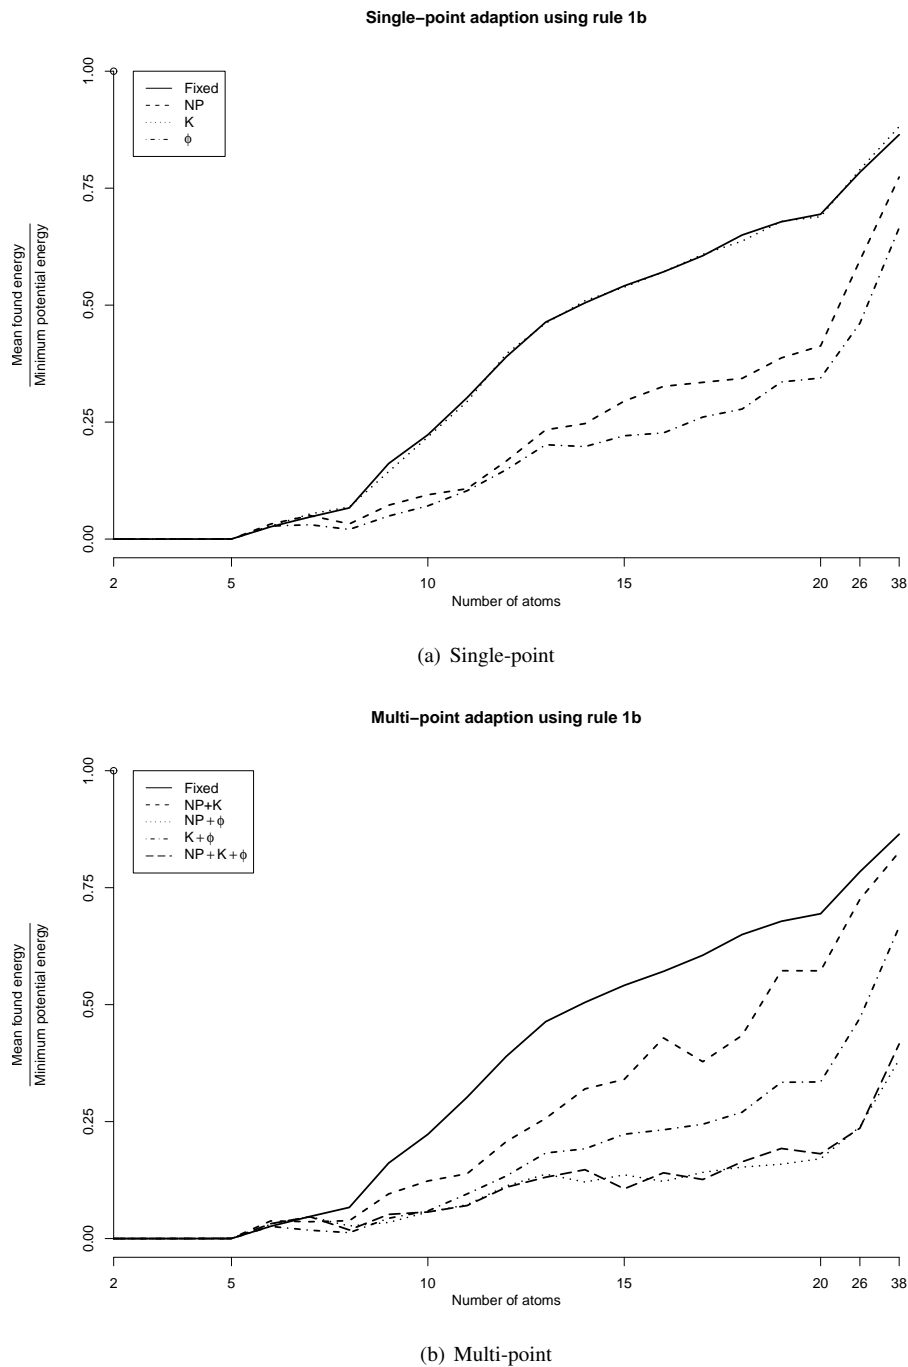 Single−point adaption using rule 1b
1.00
0.75
0.50
0.25
0.00
Mean found energy
Minimum potential energy
Fixed
NP
K
ϕ
2 5 10 15 20 26 38
Number of atoms
(a) Single-point
Multi−point adaption using rule 1b
1.00
0.75
0.50
0.25
0.00
Mean found energy
Minimum potential energy
Fixed
NP+K
NP+ϕ
K+ϕ
NP+K+ϕ
2 5 10 15 20 26 38
Number of atoms
(b) Multi-point